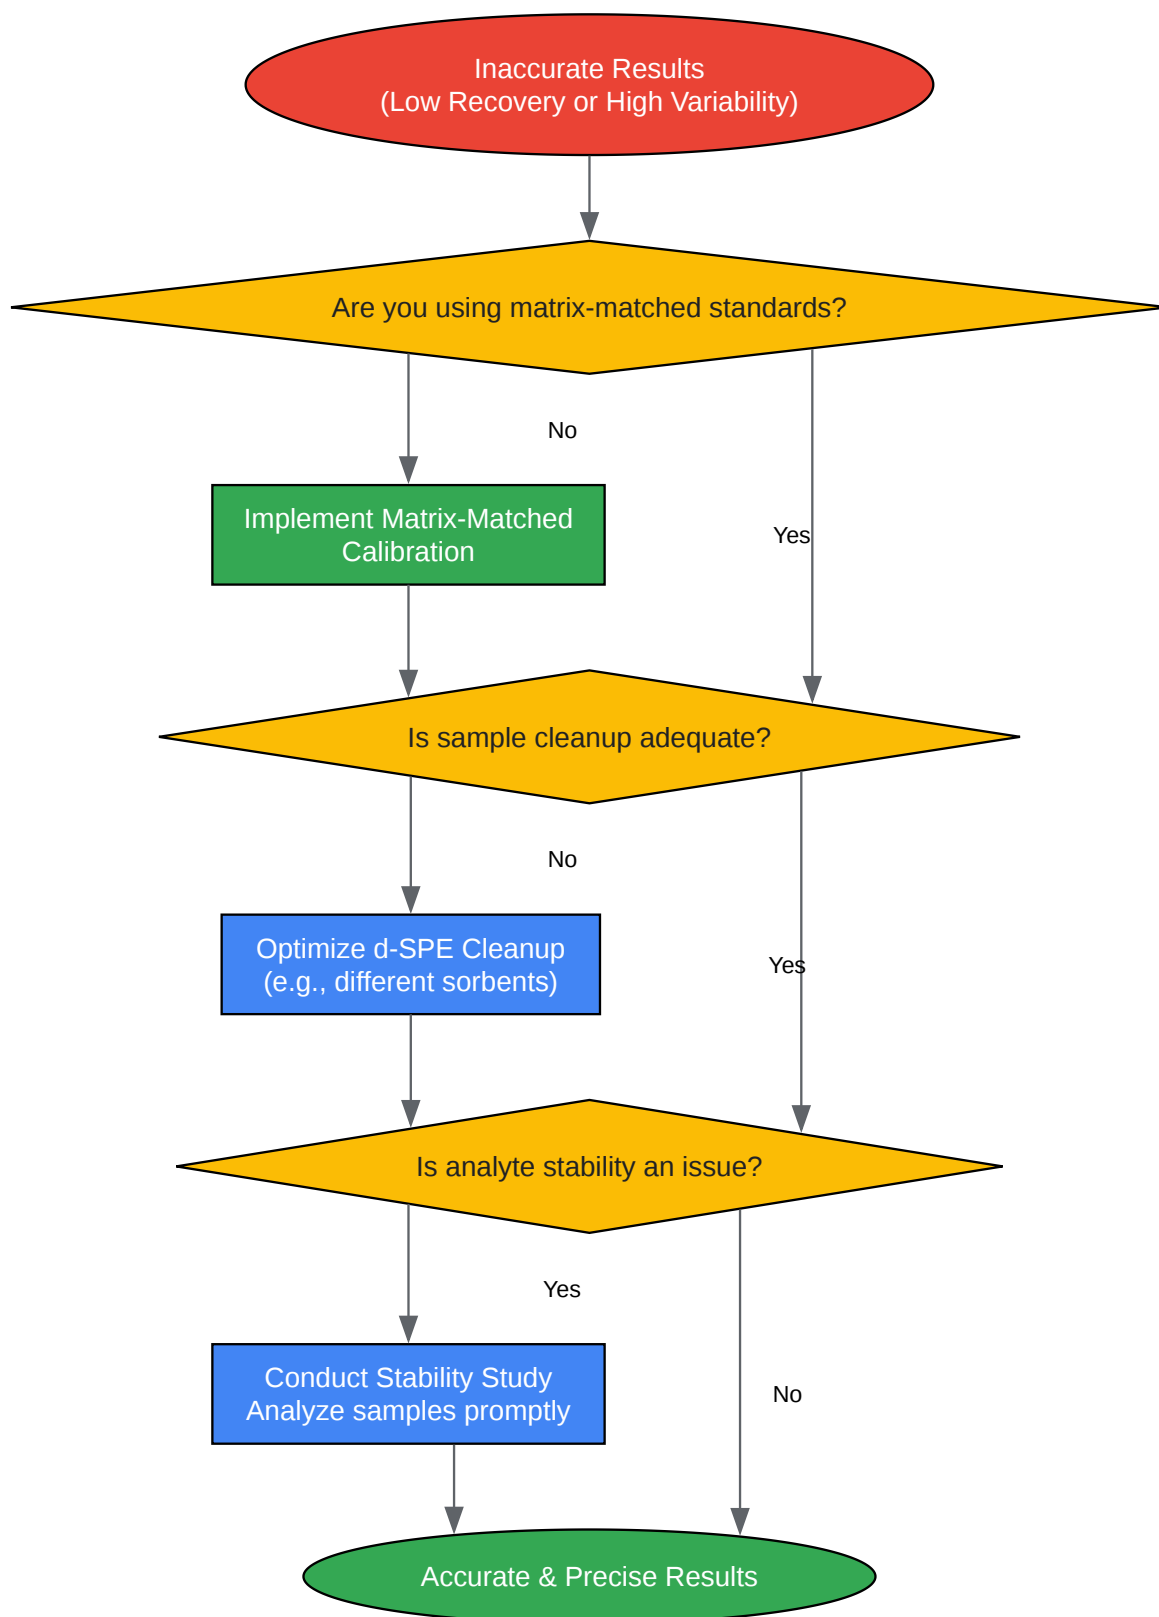 Inaccurate Results
(Low Recovery or High Variability)
Are you using matrix-matched standards?
No
Implement Matrix-Matched
Calibration
Yes
Is sample cleanup adequate?
No
Optimize d-SPE Cleanup
(e.g., different sorbents)
Yes
Is analyte stability an issue?
Yes
Conduct Stability Study
Analyze samples promptly
No
Accurate & Precise Results